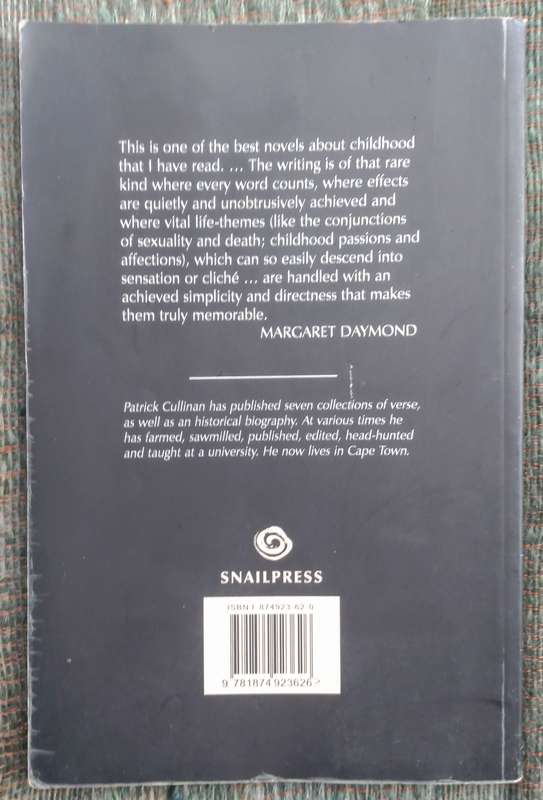 This is one of the best novels about childhood
that I have read. ... The writing is of that rare
kind where every word counts, where effects
are quietly and unobtrusively achieved and
where vital life-themes (like the conjunctions
of sexuality and death; childhood passions and
affections), which can so easily descend into
sensation or cliché ... are handled with an
achieved simplicity and directness that makes
them truly memorable.
MARGARET DAYMOND
Patrick Cullinan has published seven collections of verse,
as well as an historical biography. At various times he
has farmed, sawmilled, published, edited, head-hunted
and taught at a university. He now lives in Cape Town.
SNAILPRESS
ISBN 1 874923 62 0
9 781874 923626